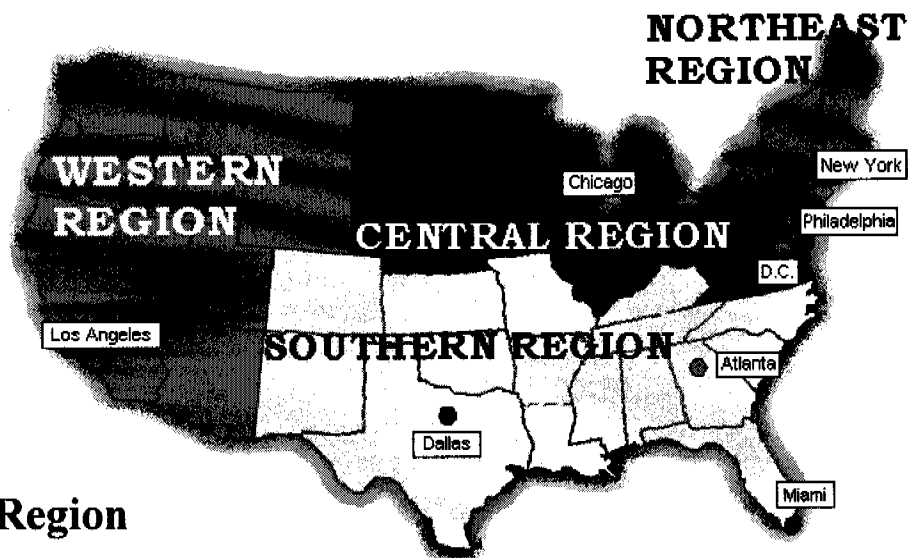 NORTHEAST
REGION
WESTERN
REGION
Chicago
New York
Philadelphia
CENTRAL REGION
D.C.
Los Angeles
SOUTHERN REGION
Atlanta
Dallas
Miami
Region